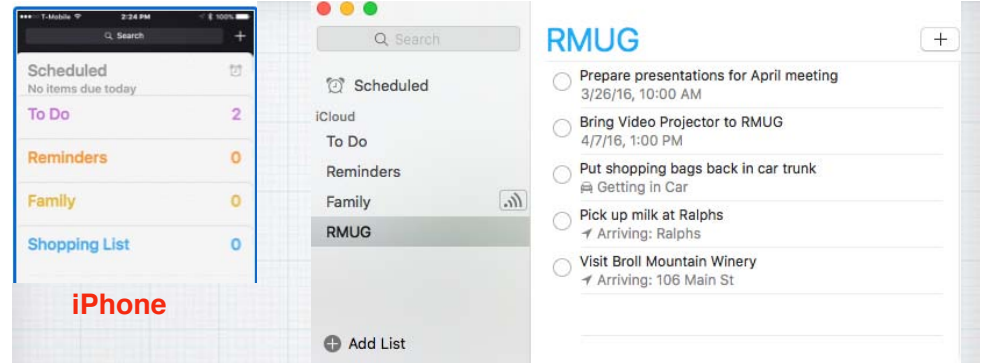 T-Mobile 2:24 PM 100%
Search +
Scheduled
No items due today
To Do 2
Reminders 0
Family 0
Shopping List 0
iPhone
Search
Scheduled
iCloud
To Do
Reminders
Family
RMUG
Add List
RMUG +
Prepare presentations for April meeting
3/26/16, 10:00 AM
Bring Video Projector to RMUG
4/7/16, 1:00 PM
Put shopping bags back in car trunk
Getting in Car
Pick up milk at Ralphs
Arriving: Ralphs
Visit Broll Mountain Winery
Arriving: 106 Main St